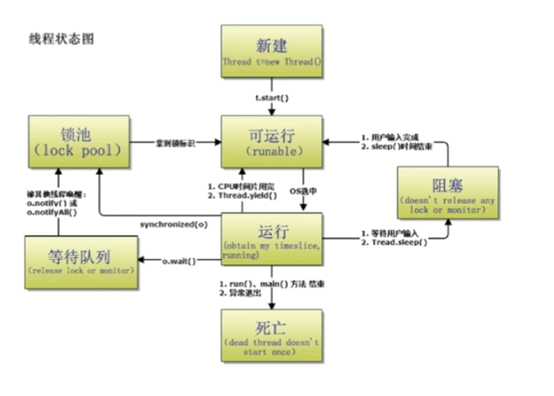 线程状态图
新建
Thread t=new Thread()
t.start()
锁池
(lock pool)
拿到锁标识
可运行
(runable)
1. 用户输入完成
2. sleep()时间结束
被其他线程唤醒:
o.notify() 或
o.notifyAll()
1. CPU时间片用完
2. Thread.yield()
OS选中
阻塞
(doesn't release any
lock or monitor)
synchronized(o)
运行
(obtain my timeslice,
running)
1. 等待用户输入
2. Tread.sleep()
等待队列
(release lock or monitor)
o.wait()
1. run()、main() 方法 结束
2. 异常退出
死亡
(dead thread doesn't
start once)